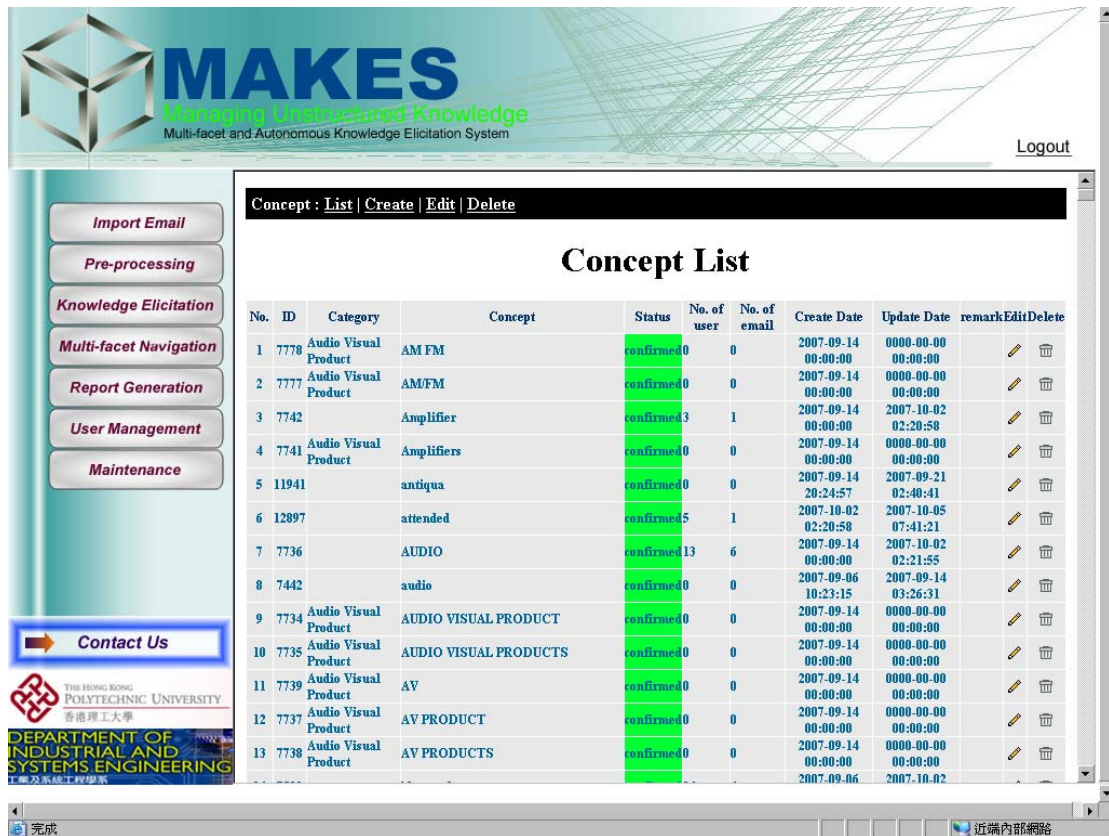 MAKES
Managing Unstructured Knowledge
Multi-facet and Autonomous Knowledge Elicitation System
Logout
Import Email
Pre-processing
Knowledge Elicitation
Multi-facet Navigation
Report Generation
User Management
Maintenance
Contact Us
THE HONG KONG
POLYTECHNIC UNIVERSITY
香港理工大學
DEPARTMENT OF
INDUSTRIAL AND
SYSTEMS ENGINEERING
工業及系統工程學系
Concept : List | Create | Edit | Delete
Concept List
No. ID Category Concept Status No. of user No. of email Create Date Update Date remark Edit Delete
1 7778 Audio Visual Product AM FM confirmed 0 0 2007-09-14 00:00:00 0000-00-00 00:00:00
2 7777 Audio Visual Product AM/FM confirmed 0 0 2007-09-14 00:00:00 0000-00-00 00:00:00
3 7742 Amplifier confirmed 3 1 2007-09-14 00:00:00 2007-10-02 02:20:58
4 7741 Audio Visual Product Amplifiers confirmed 0 0 2007-09-14 00:00:00 0000-00-00 00:00:00
5 11941 antiqua confirmed 0 0 2007-09-14 20:24:57 2007-09-21 02:40:41
6 12897 attended confirmed 5 1 2007-10-02 02:20:58 2007-10-05 07:41:21
7 7736 AUDIO confirmed 13 6 2007-09-14 00:00:00 2007-10-02 02:21:55
8 7442 audio confirmed 0 0 2007-09-06 10:23:15 2007-09-14 03:26:31
9 7734 Audio Visual Product AUDIO VISUAL PRODUCT confirmed 0 0 2007-09-14 00:00:00 0000-00-00 00:00:00
10 7735 Audio Visual Product AUDIO VISUAL PRODUCTS confirmed 0 0 2007-09-14 00:00:00 0000-00-00 00:00:00
11 7739 Audio Visual Product AV confirmed 0 0 2007-09-14 00:00:00 0000-00-00 00:00:00
12 7737 Audio Visual Product AV PRODUCT confirmed 0 0 2007-09-14 00:00:00 0000-00-00 00:00:00
13 7738 Audio Visual Product AV PRODUCTS confirmed 0 0 2007-09-14 00:00:00 0000-00-00 00:00:00
2007-09-06 2007-10-02
完成
近端內部網路